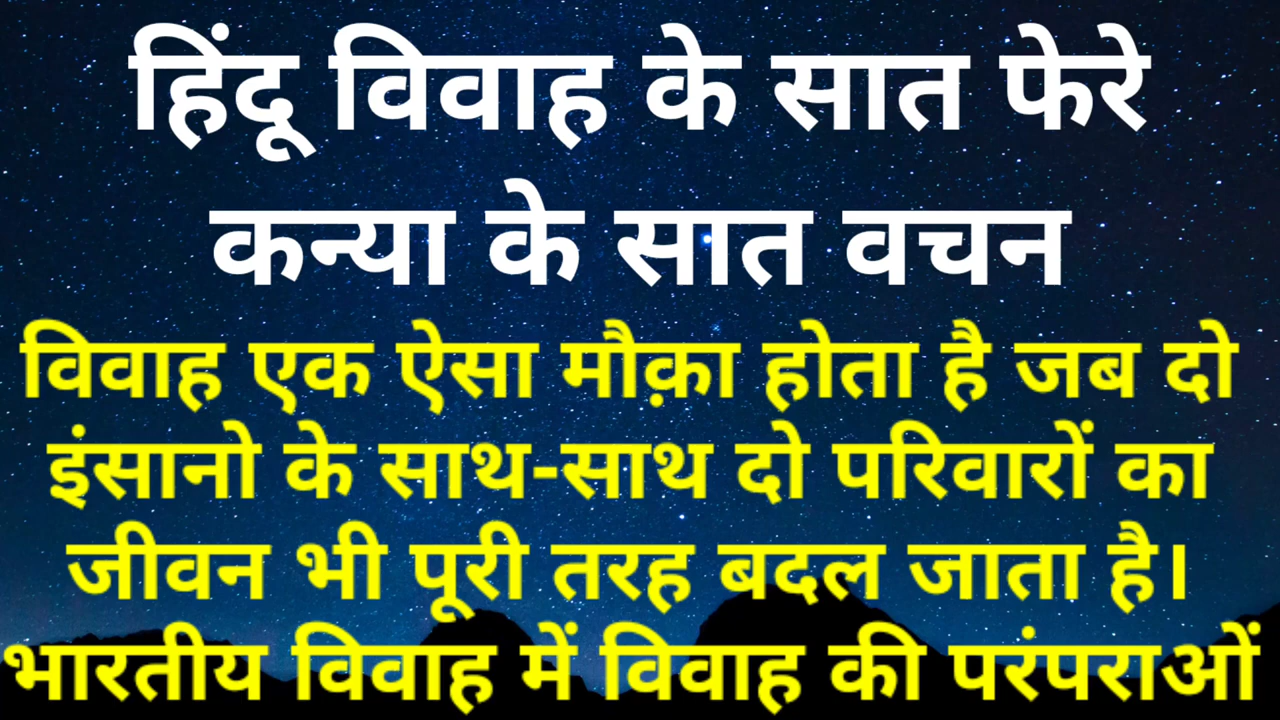 हिंदू विवाह के सात फेरे
कन्या के सात वचन
विवाह एक ऐसा मौक़ा होता है जब दो
इंसानो के साथ-साथ दो परिवारों का
जीवन भी पूरी तरह बदल जाता है।
भारतीय विवाह में विवाह की परंपराओं